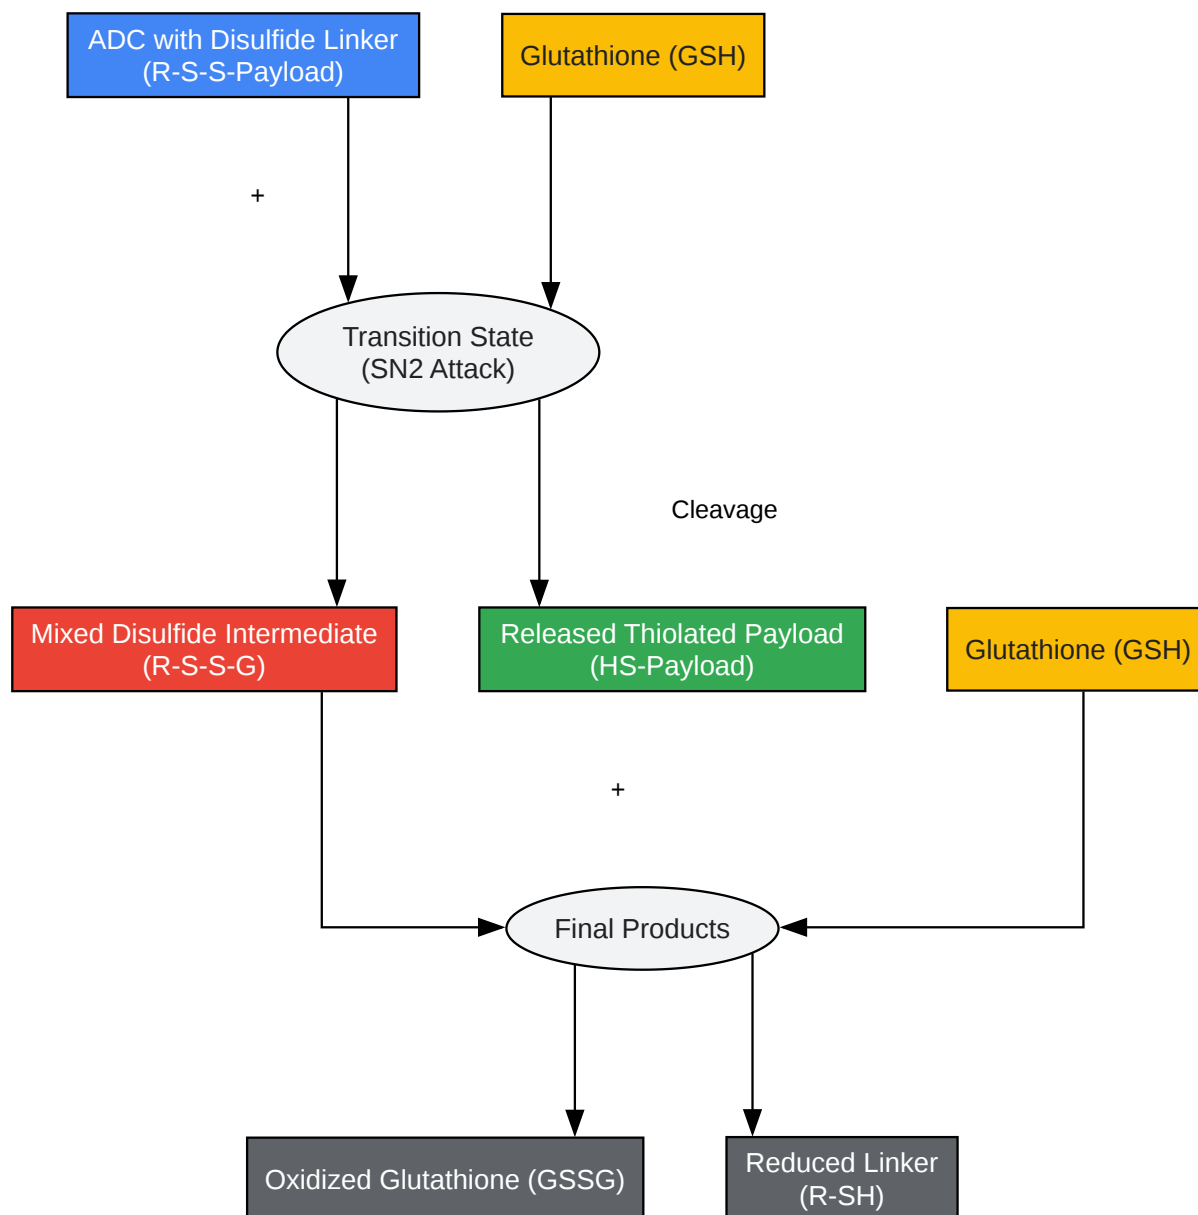 ADC with Disulfide Linker
(R-S-S-Payload)
Glutathione (GSH)
+
Transition State
(SN2 Attack)
Cleavage
Mixed Disulfide Intermediate
(R-S-S-G)
Released Thiolated Payload
(HS-Payload)
Glutathione (GSH)
+
Final Products
Oxidized Glutathione (GSSG)
Reduced Linker
(R-SH)